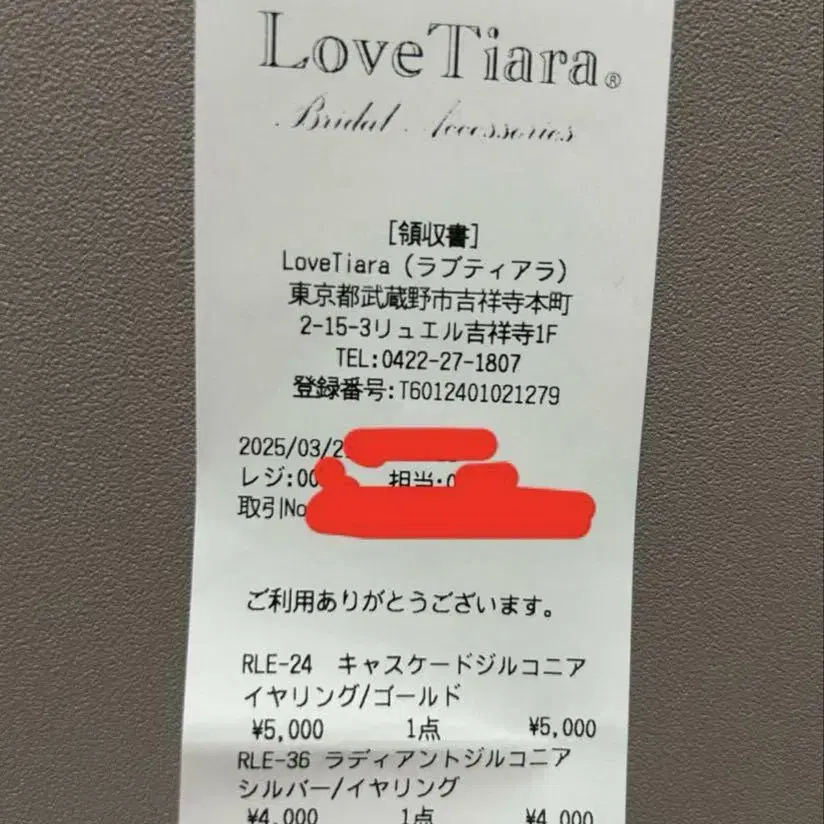 LoveTiara®
Bridal Accessories
[領収書]
LoveTiara (ラブティアラ)
東京都武蔵野市吉祥寺本町
2-15-3リュエル吉祥寺1F
TEL:0422-27-1807
登録番号:T6012401021279
2025/03/2
レジ:00 担当:0
取引No
ご利用ありがとうございます。
RLE-24 キャスケードジルコニア
イヤリング/ゴールド
¥5,000 1点 ¥5,000
RLE-36 ラディアントジルコニア
シルバー/イヤリング
¥4,000 1点 ¥4,000